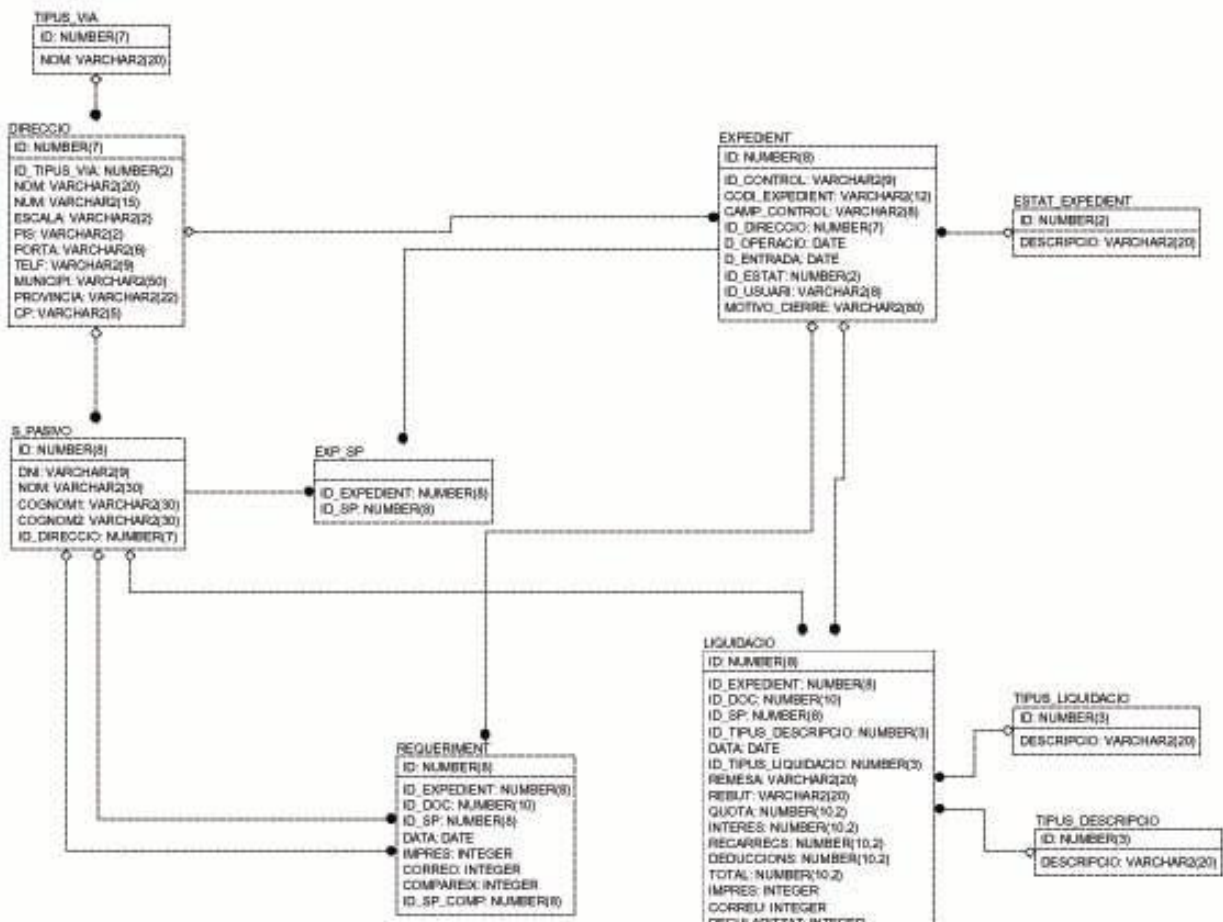 TIPUS_VIA
ID: NUMBER(7)
NOM: VARCHAR2(20)
DIRECCIO
ID: NUMBER(7)
ID_TIPUS_VIA: NUMBER(2)
NOM: VARCHAR2(20)
NUM: VARCHAR2(15)
ESCALA: VARCHAR2(2)
PIS: VARCHAR2(2)
PORTA: VARCHAR2(6)
TELF: VARCHAR2(9)
MUNICIPI: VARCHAR2(50)
PROVINCIA: VARCHAR2(22)
CP: VARCHAR2(5)
EXPEDIENT
ID: NUMBER(8)
ID_CONTROL: VARCHAR2(9)
CODI_EXPEDIENT: VARCHAR2(12)
CAMP_CONTROL: VARCHAR2(8)
ID_DIRECCIO: NUMBER(7)
D_OPERACIO: DATE
D_ENTRADA: DATE
ID_ESTAT: NUMBER(2)
ID_USUARI: VARCHAR2(8)
MOTIVO_CIERRE: VARCHAR2(80)
ESTAT_EXPEDIENT
ID: NUMBER(2)
DESCRIPCIO: VARCHAR2(20)
S_PASIVO
ID: NUMBER(8)
DNI: VARCHAR2(9)
NOM: VARCHAR2(30)
COGNOM1: VARCHAR2(30)
COGNOM2: VARCHAR2(30)
ID_DIRECCIO: NUMBER(7)
EXP_SP
ID_EXPEDIENT: NUMBER(8)
ID_SP: NUMBER(8)
REQUERIMENT
ID: NUMBER(8)
ID_EXPEDIENT: NUMBER(8)
ID_DOC: NUMBER(10)
ID_SP: NUMBER(8)
DATA: DATE
IMPRES: INTEGER
CORREO: INTEGER
COMPAREIX: INTEGER
ID_SP_COMP: NUMBER(8)
LIQUIDACIO
ID: NUMBER(8)
ID_EXPEDIENT: NUMBER(8)
ID_DOC: NUMBER(10)
ID_SP: NUMBER(8)
ID_TIPUS_DESCRIPCIO: NUMBER(3)
DATA: DATE
ID_TIPUS_LIQUIDACIO: NUMBER(3)
REMESA: VARCHAR2(20)
REBUT: VARCHAR2(20)
QUOTA: NUMBER(10,2)
INTERES: NUMBER(10,2)
RECARRECS: NUMBER(10,2)
DEDUCCIONS: NUMBER(10,2)
TOTAL: NUMBER(10,2)
IMPRES: INTEGER
CORREU: INTEGER
TIPUS_LIQUIDACIO
ID: NUMBER(3)
DESCRIPCIO: VARCHAR2(20)
TIPUS_DESCRIPCIO
ID: NUMBER(3)
DESCRIPCIO: VARCHAR2(20)